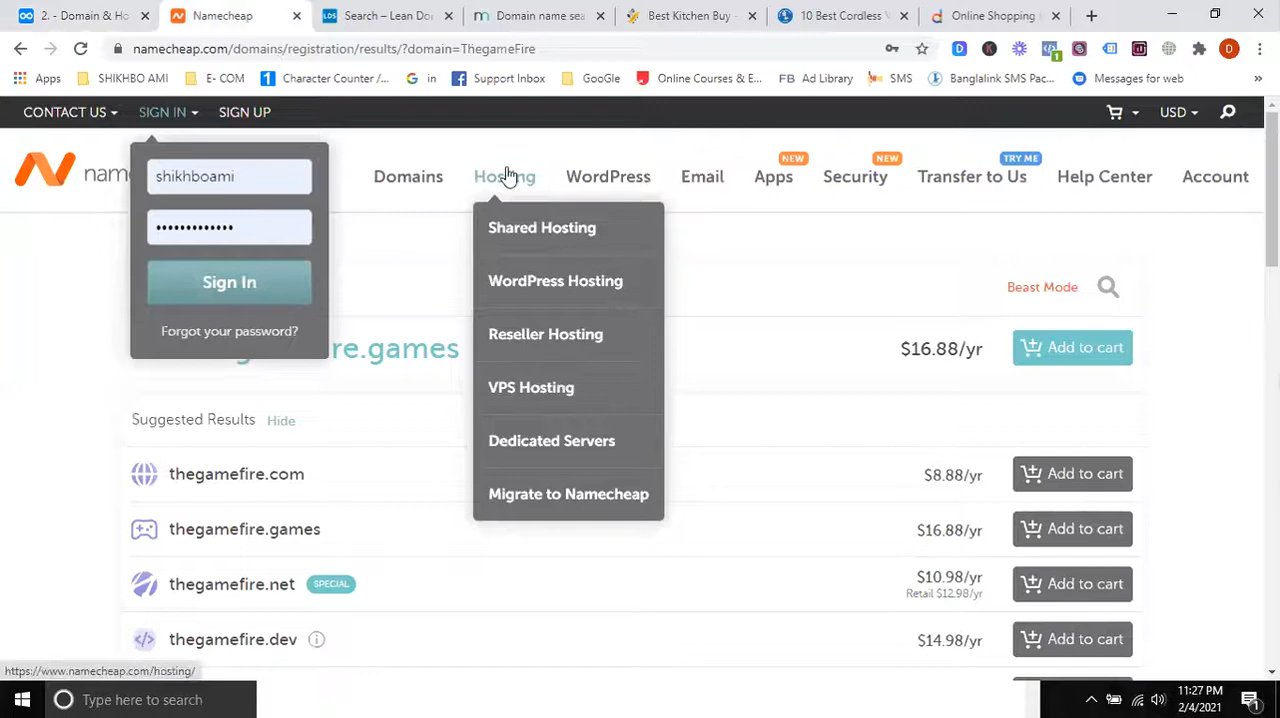 2. - Domain & Ho
Namecheap
Search – Lean Do
Domain name sea
Best Kitchen Buy -
10 Best Cordless V
Online Shopping
namecheap.com/domains/registration/results/?domain=ThegameFire
Apps
SHIKHBO AMI
E- COM
Character Counter /...
in
Support Inbox
GooGle
Online Courses & E...
FB Ad Library
SMS
Banglalink SMS Pac...
Messages for web
»
CONTACT US
SIGN IN
SIGN UP
USD
shikhboami
•••••••••••••
Sign In
Forgot your password?
name
Domains
Hosting
WordPress
Email
NEW
Apps
NEW
Security
TRY ME
Transfer to Us
Help Center
Account
Shared Hosting
WordPress Hosting
Reseller Hosting
VPS Hosting
Dedicated Servers
Migrate to Namecheap
Beast Mode
re.games
$16.88/yr
Add to cart
Suggested Results
Hide
thegamefire.com
$8.88/yr
Add to cart
thegamefire.games
$16.88/yr
Add to cart
thegamefire.net
SPECIAL
$10.98/yr
Retail $12.98/yr
Add to cart
thegamefire.dev
$14.98/yr
Add to cart
https://www.namecheap.com/hosting/
Type here to search
11:27 PM
2/4/2021